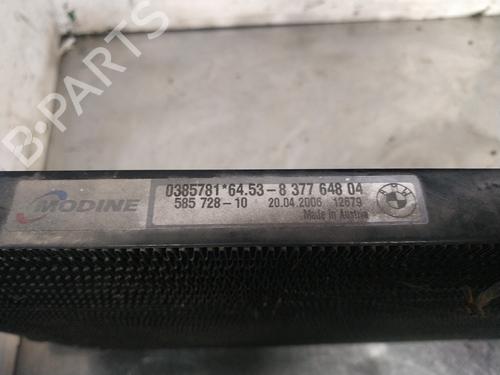 B-PARTS
MODINE
0385781*64.53-8 377 648 04
585 728-10 20.04.2006 12679
Made in Austria
BMW